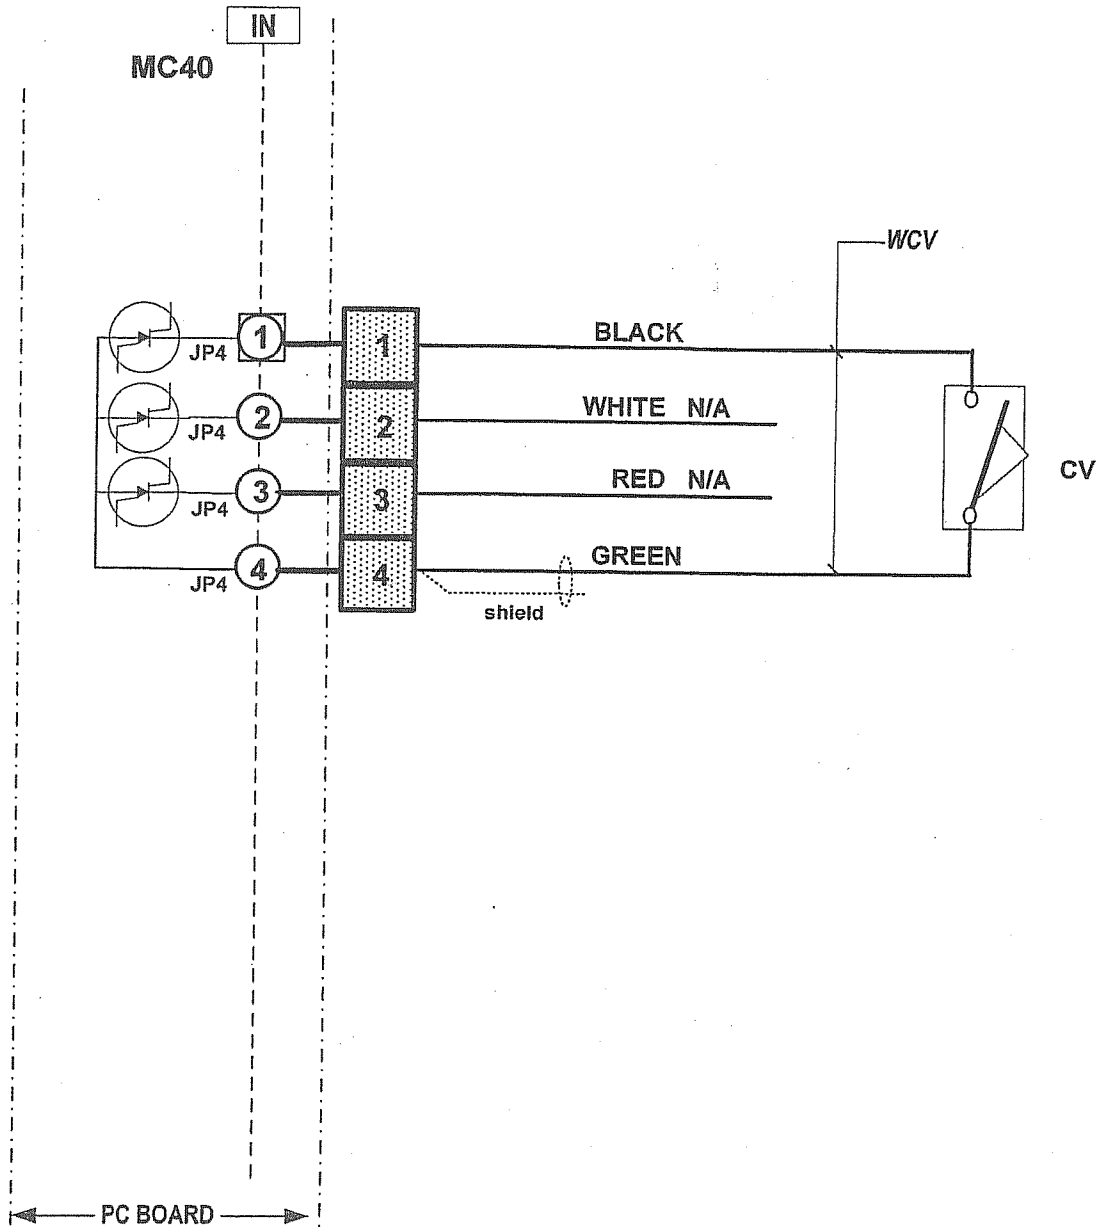 IN
MC40
WCV
JP4 1 1 BLACK
JP4 2 2 WHITE N/A
JP4 3 3 RED N/A
CV
JP4 4 4 GREEN
shield
PC BOARD